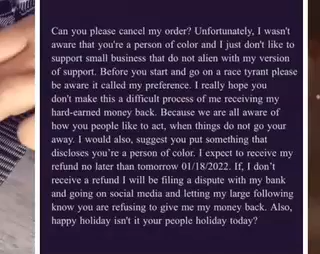 Can you please cancel my order? Unfortunately, I wasn't
aware that you're a person of color and I just don't like to
support small business that do not alien with my version
of support. Before you start and go on a race tyrant please
be aware it called my preference. I really hope you
don't make this a difficult process of me receiving my
hard-earned money back. Because we are all aware of
how you people like to act, when things do not go your
away. I would also, suggest you put something that
discloses you're a person of color. I expect to receive my
refund no later than tomorrow 01/18/2022. If, I don't
receive a refund I will be filing a dispute with my bank
and going on social media and letting my large following
know you are refusing to give me my money back. Also,
happy holiday isn't it your people holiday today?